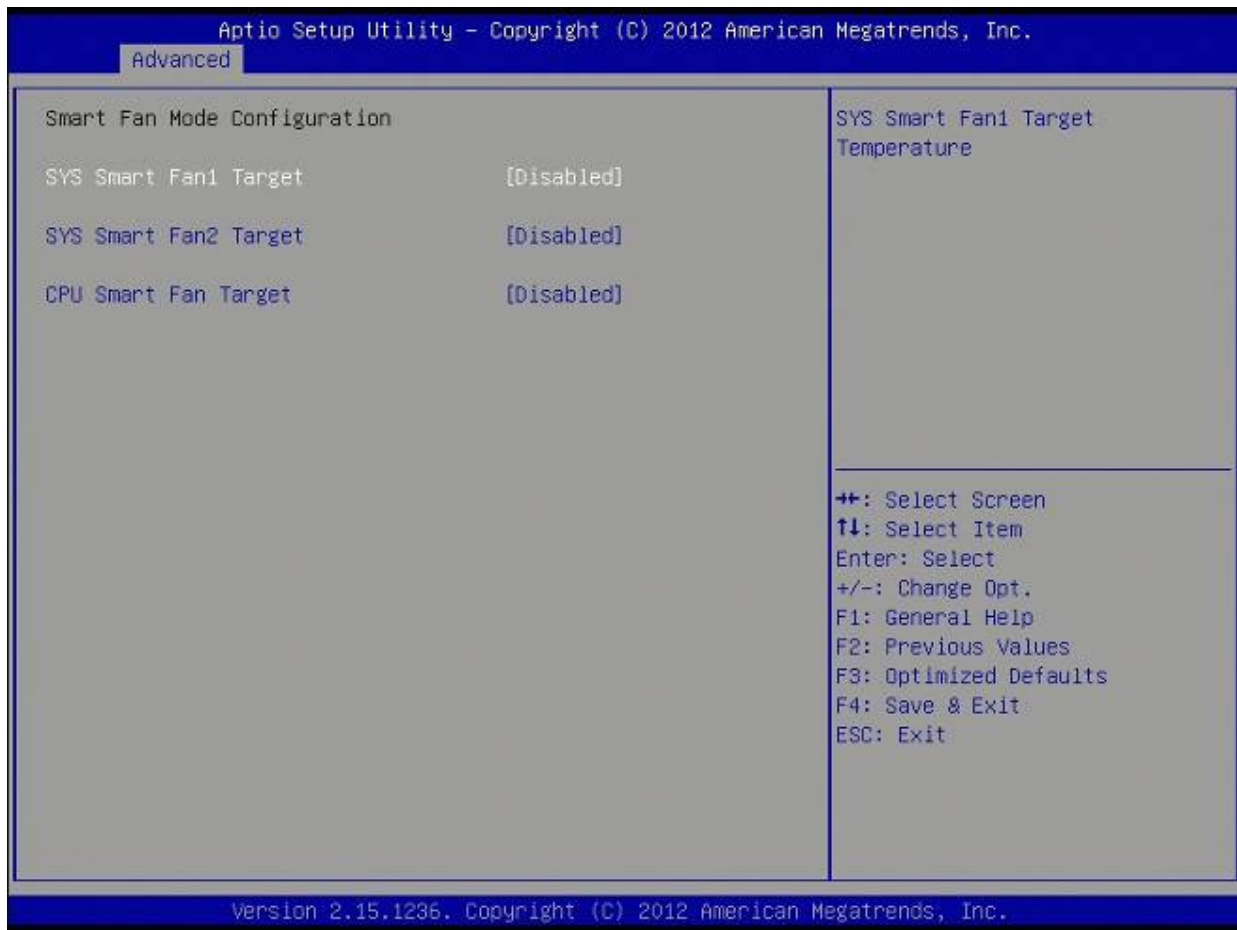 Aptio Setup Utility – Copyright (C) 2012 American Megatrends, Inc.
Advanced
Smart Fan Mode Configuration
SYS Smart Fan1 Target [Disabled]
SYS Smart Fan2 Target [Disabled]
CPU Smart Fan Target [Disabled]
SYS Smart Fan1 Target
Temperature
→←: Select Screen
↑↓: Select Item
Enter: Select
+/-: Change Opt.
F1: General Help
F2: Previous Values
F3: Optimized Defaults
F4: Save & Exit
ESC: Exit
Version 2.15.1236. Copyright (C) 2012 American Megatrends, Inc.